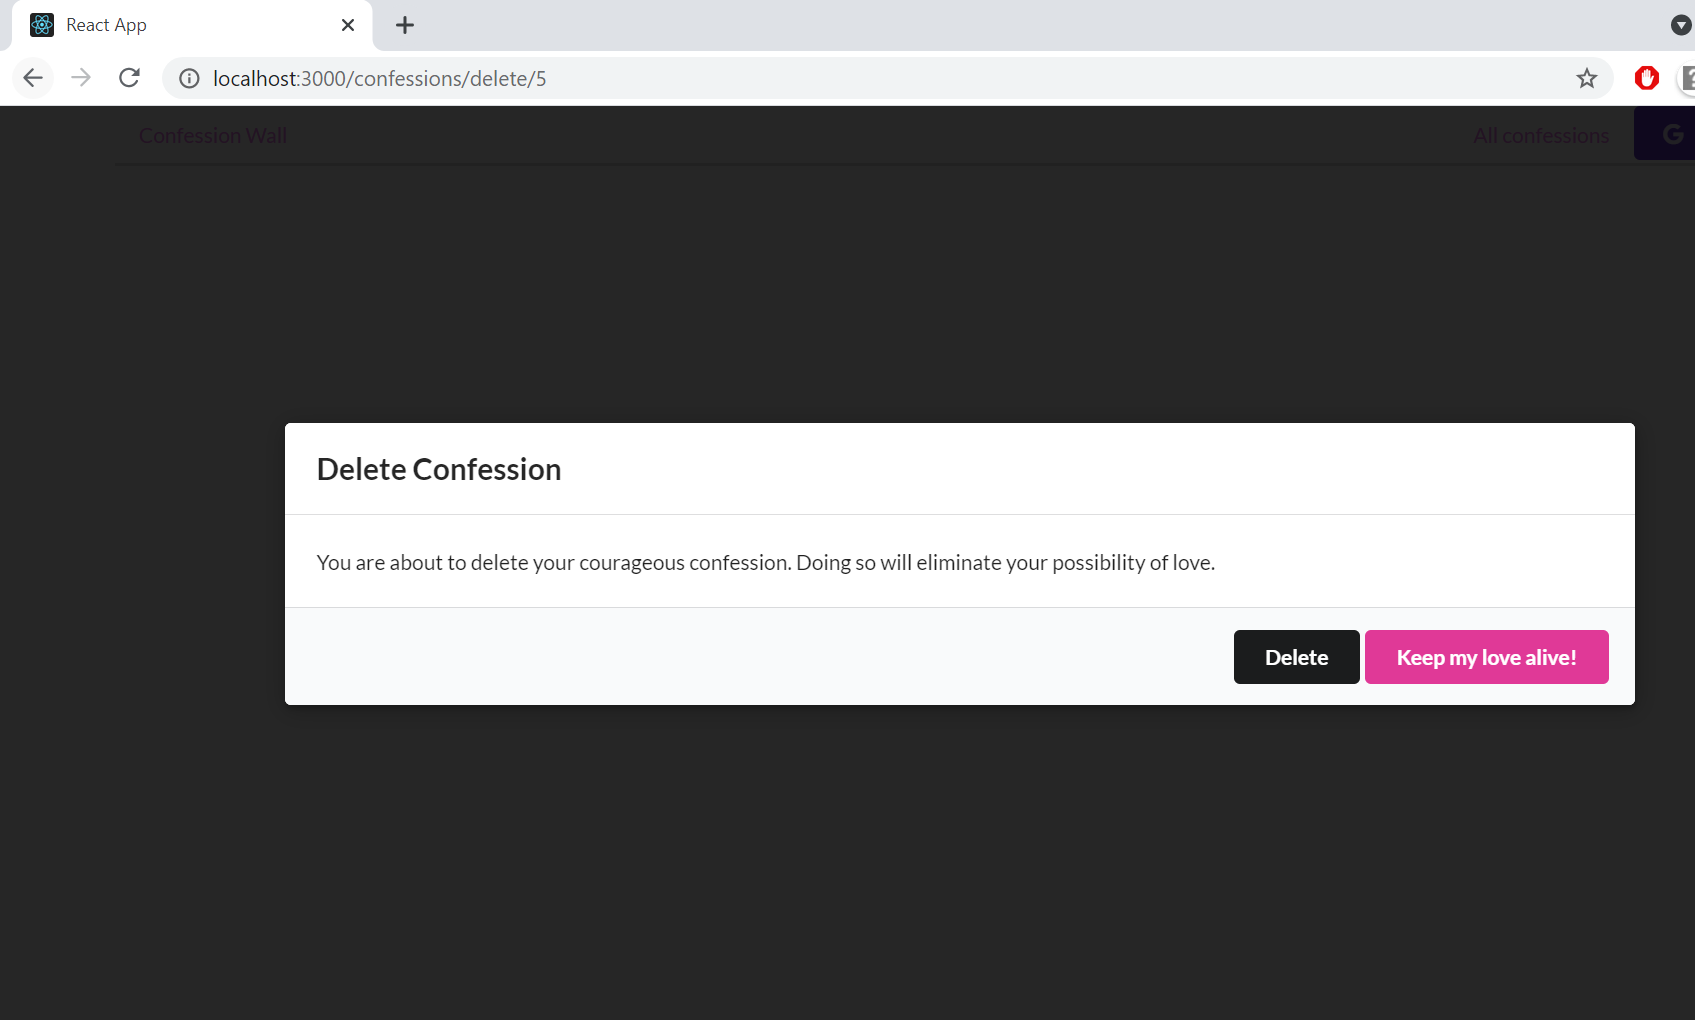 React App
localhost:3000/confessions/delete/5
Confession Wall
All confessions
G
Delete Confession
You are about to delete your courageous confession. Doing so will eliminate your possibility of love.
Delete
Keep my love alive!